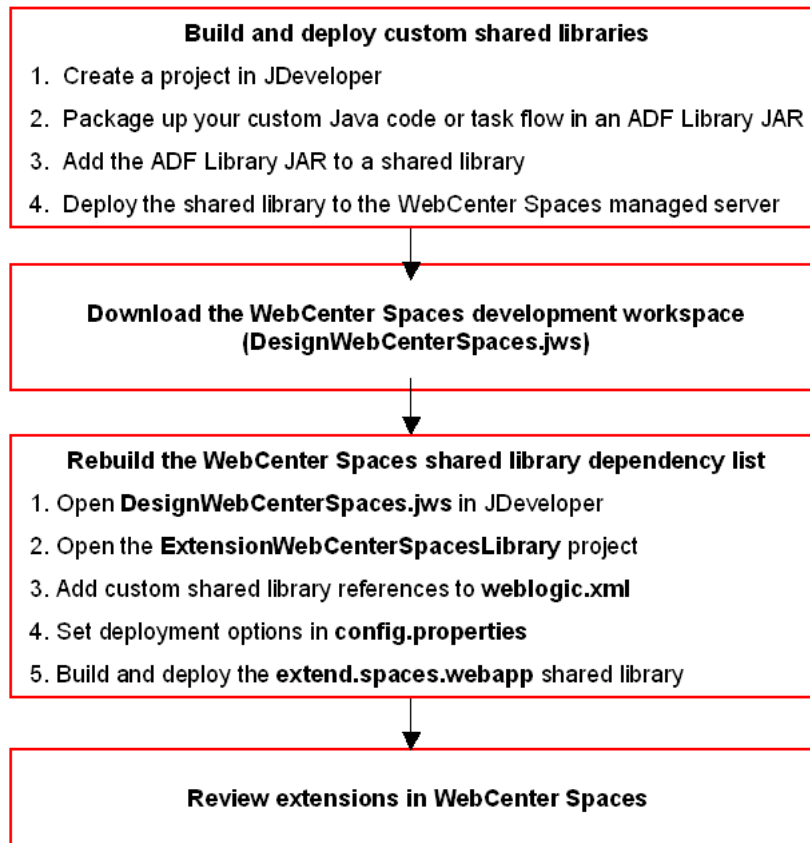 Build and deploy custom shared libraries
1. Create a project in JDeveloper
2. Package up your custom Java code or task flow in an ADF Library JAR
3. Add the ADF Library JAR to a shared library
4. Deploy the shared library to the WebCenter Spaces managed server
Download the WebCenter Spaces development workspace
(DesignWebCenterSpaces.jws)
Rebuild the WebCenter Spaces shared library dependency list
1. Open DesignWebCenterSpaces.jws in JDeveloper
2. Open the ExtensionWebCenterSpacesLibrary project
3. Add custom shared library references to weblogic.xml
4. Set deployment options in config.properties
5. Build and deploy the extend.spaces.webapp shared library
Review extensions in WebCenter Spaces